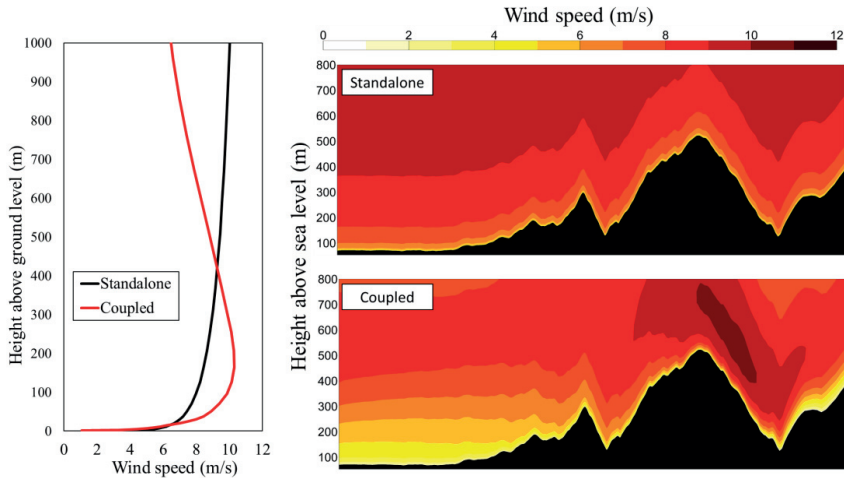 Wind speed (m/s)
0 2 4 6 8 10 12
Height above ground level (m)
1000
900
800
700
600
500
400
300
200
100
0
Standalone
Coupled
0 2 4 6 8 10 12
Wind speed (m/s)
Height above sea level (m)
800
700
600
500
400
300
200
100
Standalone
800
700
600
500
400
300
200
100
Coupled